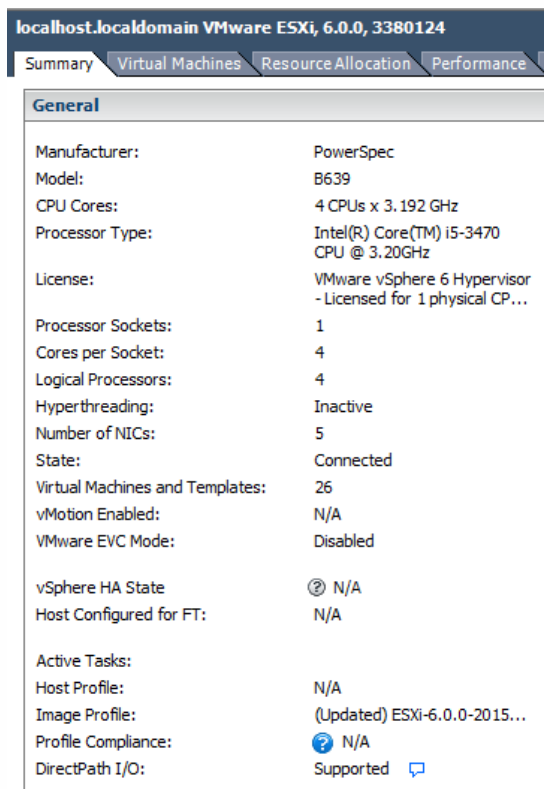 localhost.localdomain VMware ESXi, 6.0.0, 3380124
Summary Virtual Machines Resource Allocation Performance
General
Manufacturer: PowerSpec
Model: B639
CPU Cores: 4 CPUs x 3.192 GHz
Processor Type: Intel(R) Core(TM) i5-3470
CPU @ 3.20GHz
License: VMware vSphere 6 Hypervisor
- Licensed for 1 physical CP...
Processor Sockets: 1
Cores per Socket: 4
Logical Processors: 4
Hyperthreading: Inactive
Number of NICs: 5
State: Connected
Virtual Machines and Templates: 26
vMotion Enabled: N/A
VMware EVC Mode: Disabled
vSphere HA State ? N/A
Host Configured for FT: N/A
Active Tasks:
Host Profile: N/A
Image Profile: (Updated) ESXi-6.0.0-2015...
Profile Compliance: ? N/A
DirectPath I/O: Supported